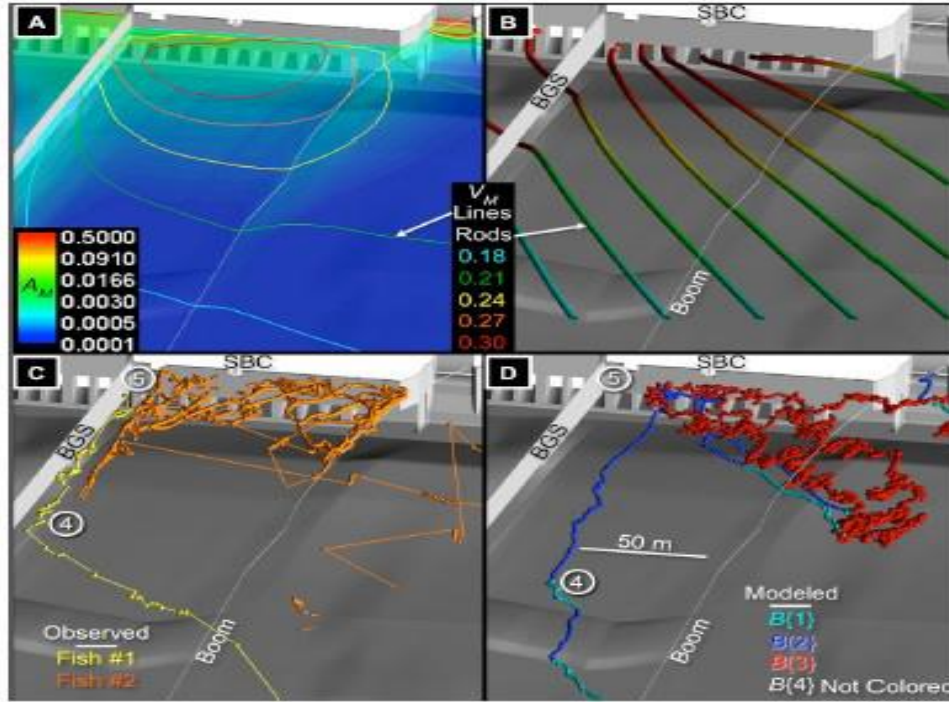 A
B
SBC
BGS
V_M
Lines
Rods
0.18
0.21
0.24
0.27
0.30
A_M
0.5000
0.0910
0.0166
0.0030
0.0005
0.0001
Boom
C
SBC
5
BGS
4
Boom
Observed
Fish #1
Fish #2
D
SBC
5
BGS
4
50 m
Boom
Modeled
B{1}
B{2}
B{3}
B{4} Not Colored